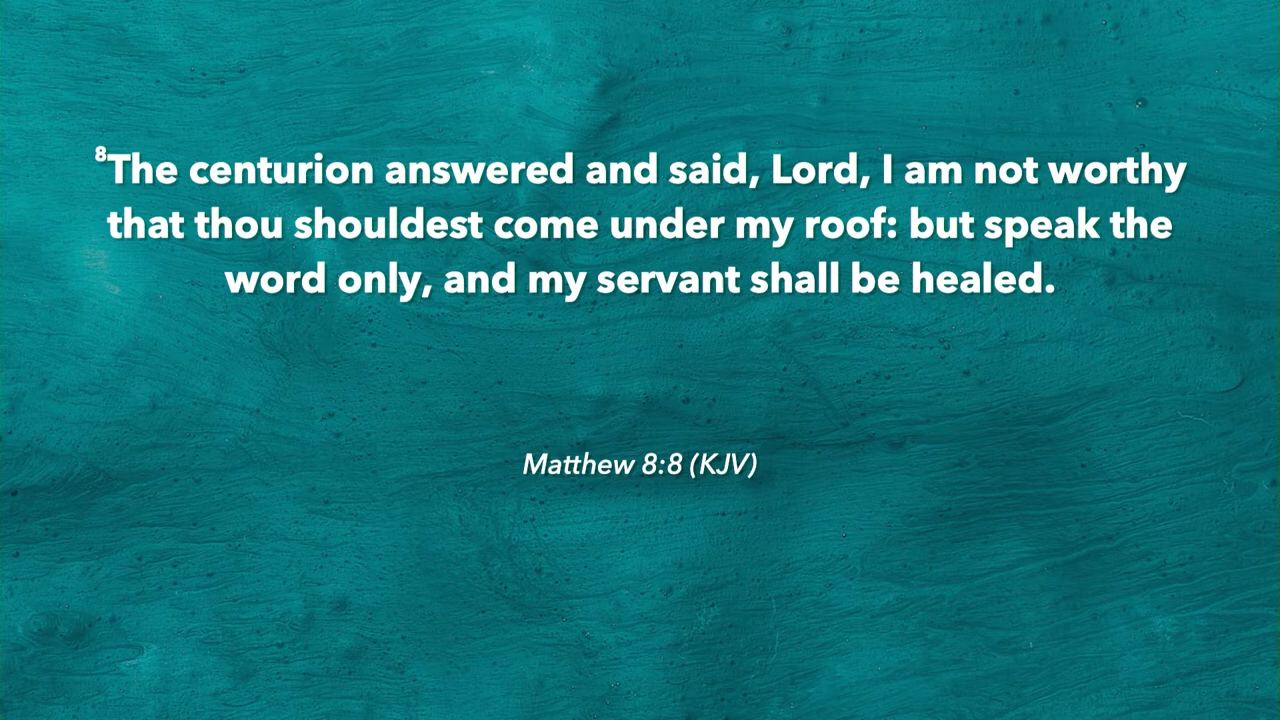 ⁸The centurion answered and said, Lord, I am not worthy
that thou shouldest come under my roof: but speak the
word only, and my servant shall be healed.
Matthew 8:8 (KJV)